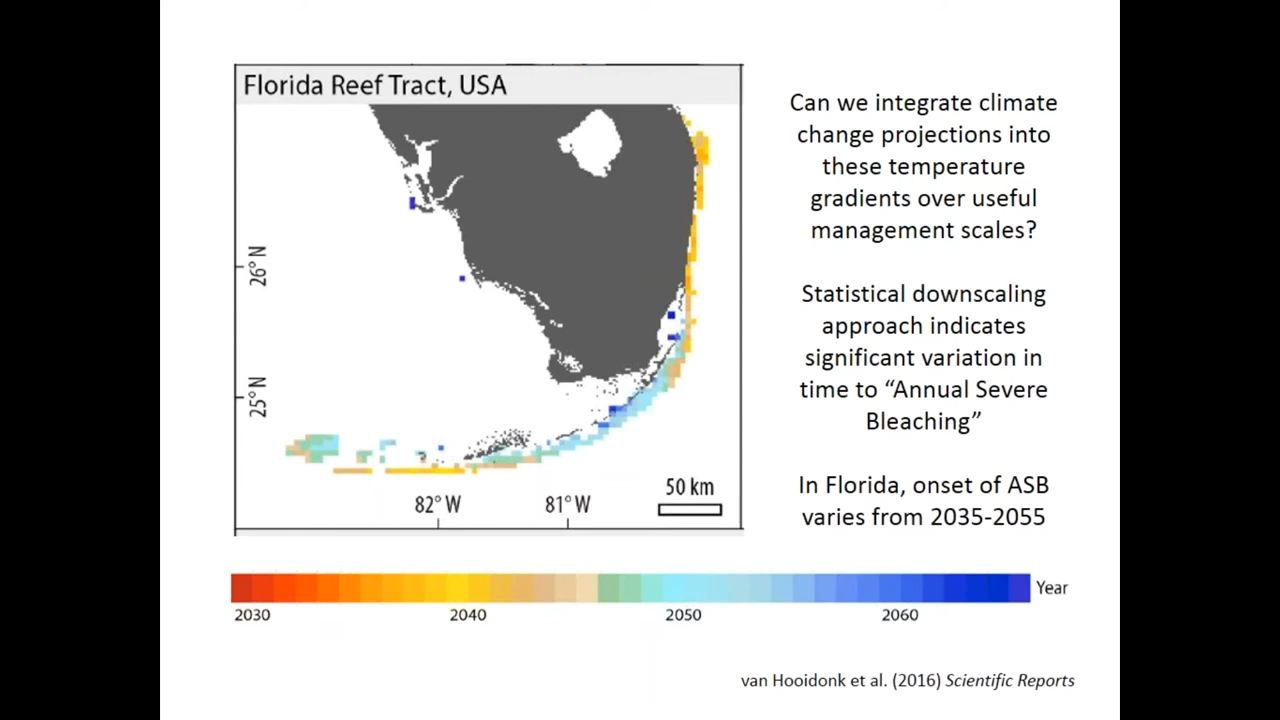 Florida Reef Tract, USA
26° N
25° N
82° W
81° W
50 km
Can we integrate climate
change projections into
these temperature
gradients over useful
management scales?
Statistical downscaling
approach indicates
significant variation in
time to “Annual Severe
Bleaching”
In Florida, onset of ASB
varies from 2035-2055
2030
2040
2050
2060
Year
van Hooidonk et al. (2016) Scientific Reports